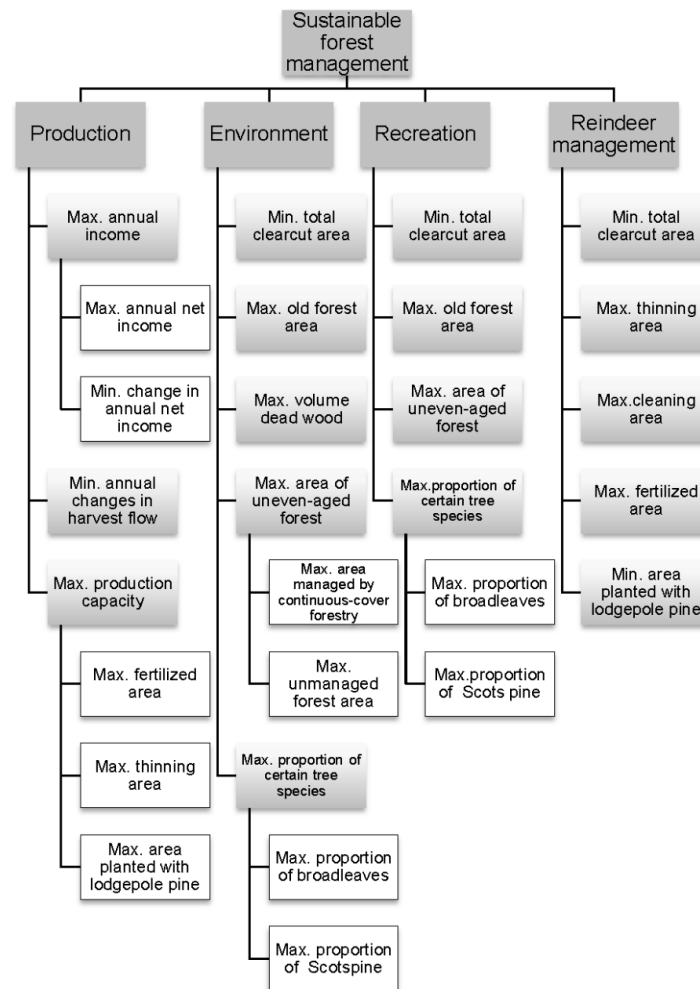 Sustainable
forest
management
Production
Environment
Recreation
Reindeer
management
Max. annual
income
Max. annual net
income
Min. change in
annual net
income
Min. annual
changes in
harvest flow
Max. production
capacity
Max. fertilized
area
Max. thinning
area
Max. area
planted with
lodgepole pine
Min. total
clearcut area
Max. old forest
area
Max. volume
dead wood
Max. area of
uneven-aged
forest
Max. area
managed by
continuous-cover
forestry
Max.
unmanaged
forest area
Max. proportion of
certain tree
species
Max. proportion
of broadleaves
Max. proportion
of Scotspine
Min. total
clearcut area
Max. old forest
area
Max. area of
uneven-aged
forest
Max.proportion of
certain tree
species
Max. proportion
of broadleaves
Max.proportion
of Scots pine
Min. total
clearcut area
Max. thinning
area
Max.cleaning
area
Max. fertilized
area
Min. area
planted with
lodgepole pine